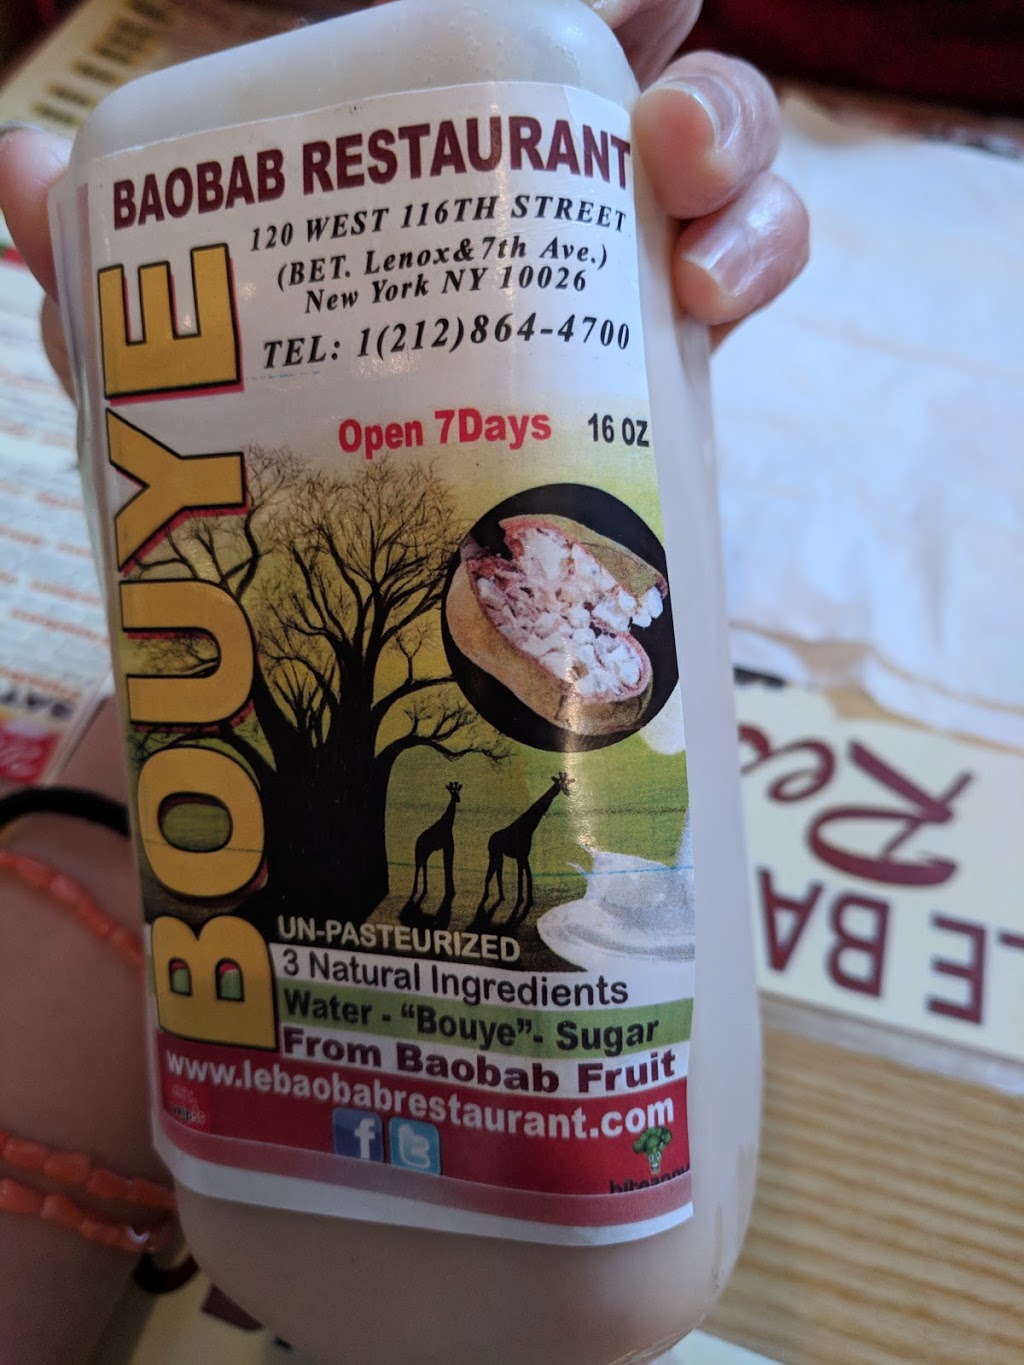 BAOBAB RESTAURANT
120 WEST 116TH STREET
(BET. Lenox&7th Ave.)
New York NY 10026
TEL: 1(212)864-4700
Open 7Days 16 OZ
BOUYE
UN-PASTEURIZED
3 Natural Ingredients
Water - “Bouye”- Sugar
From Baobab Fruit
www.lebaobabrestaurant.com
f t
LE BA
Res